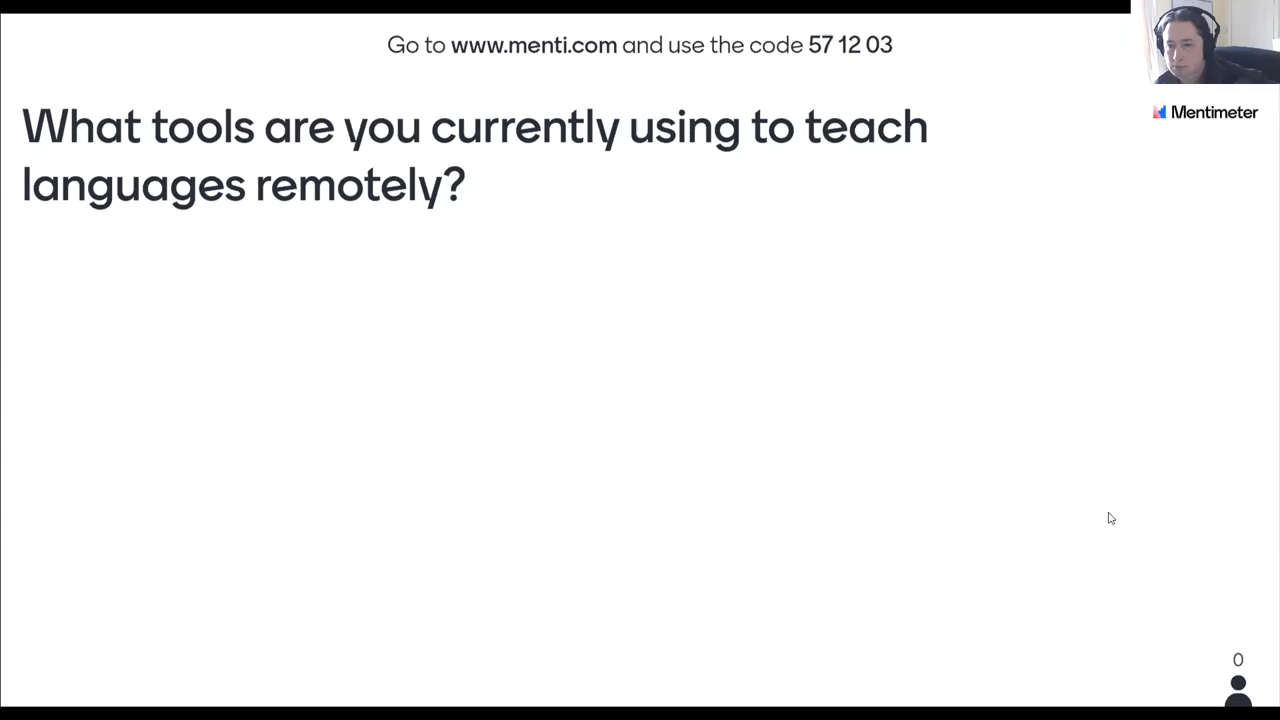 Go to www.menti.com and use the code 57 12 03
Mentimeter
What tools are you currently using to teach
languages remotely?
0